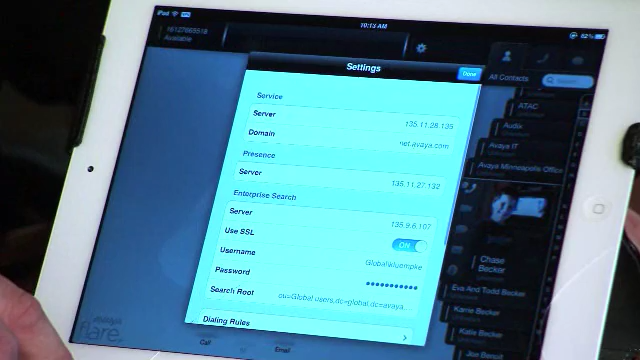 iPad
10:13 AM
82%
16127665518
Available
Settings
Done
All Contacts
Service
Server 135.11.28.135
Domain net.avaya.com
Presence
Server 135.11.27.132
Enterprise Search
Server 135.9.6.107
Use SSL ON
Username Global\kluempke
Password ●●●●●●●●●●●
Search Root ou=Global users,dc=global,dc=avaya...
Dialing Rules
ATAC
Audix
Avaya IT
Avaya Minneapolis Office
Chase
Becker
Eva And Todd Becker
Karrie Becker
Katie Becker
Joe Benoit
avaya
flare
Call
Email